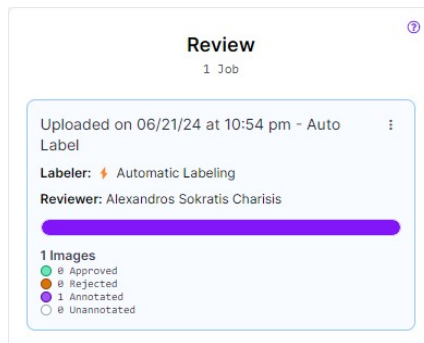 Review
1 Job
Uploaded on 06/21/24 at 10:54 pm - Auto
Label
Labeler: Automatic Labeling
Reviewer: Alexandros Sokratis Charisis
1 Images
0 Approved
0 Rejected
1 Annotated
0 Unannotated